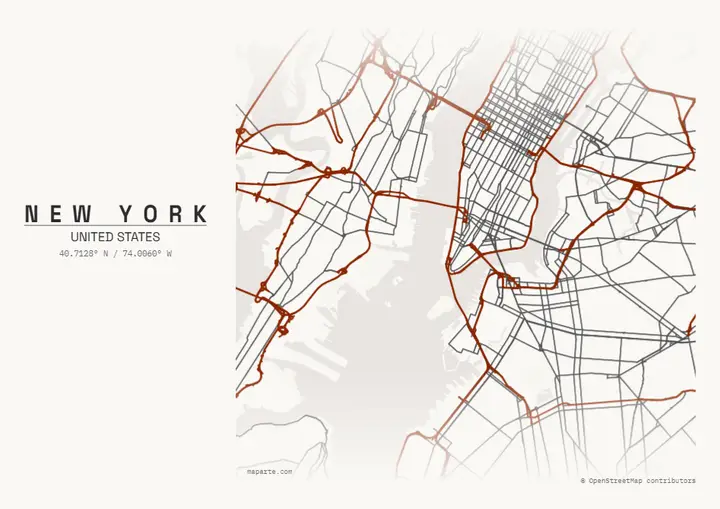 NEW YORK
UNITED STATES
40.7128° N / 74.0060° W
maparte.com
© OpenStreetMap contributors